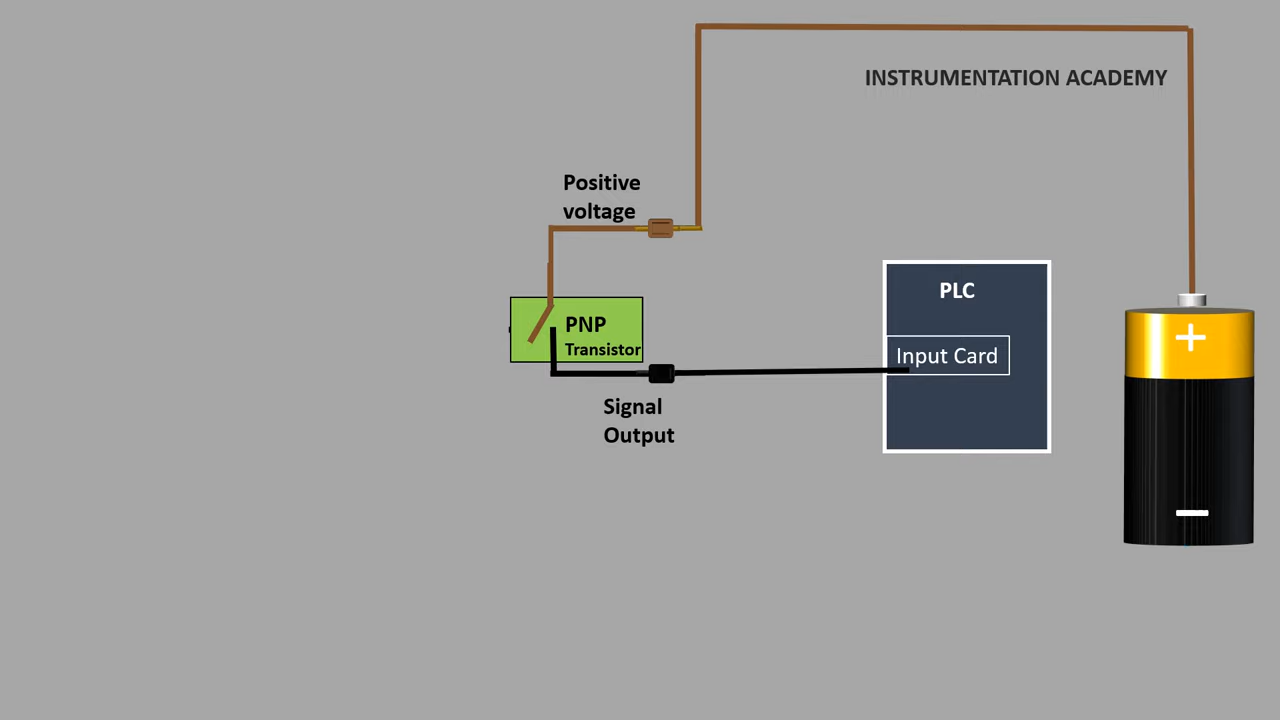 INSTRUMENTATION ACADEMY
Positive
voltage
PLC
PNP
Transistor
Input Card
Signal
Output
+
–